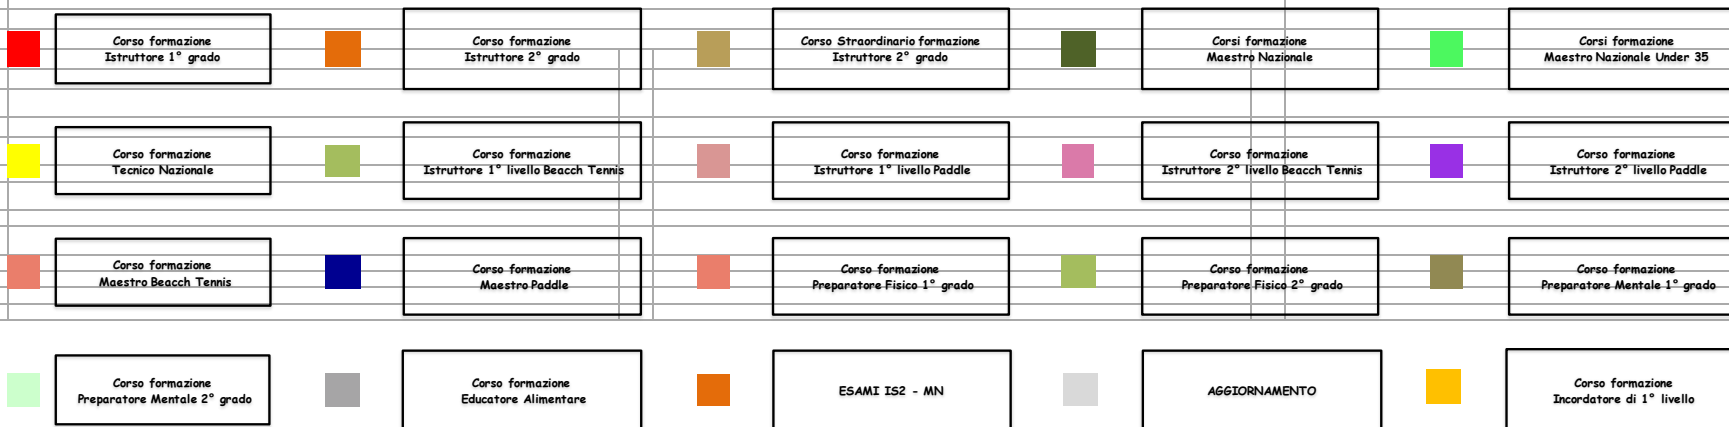 Corso formazione
Istruttore 1° grado
Corso formazione
Istruttore 2° grado
Corso Straordinario formazione
Istruttore 2° grado
Corsi formazione
Maestro Nazionale
Corsi formazione
Maestro Nazionale Under 35
Corso formazione
Tecnico Nazionale
Corso formazione
Istruttore 1° livello Beacch Tennis
Corso formazione
Istruttore 1° livello Paddle
Corso formazione
Istruttore 2° livello Beacch Tennis
Corso formazione
Istruttore 2° livello Paddle
Corso formazione
Maestro Beacch Tennis
Corso formazione
Maestro Paddle
Corso formazione
Preparatore Fisico 1° grado
Corso formazione
Preparatore Fisico 2° grado
Corso formazione
Preparatore Mentale 1° grado
Corso formazione
Preparatore Mentale 2° grado
Corso formazione
Educatore Alimentare
ESAMI IS2 - MN
AGGIORNAMENTO
Corso formazione
Incordatore di 1° livello